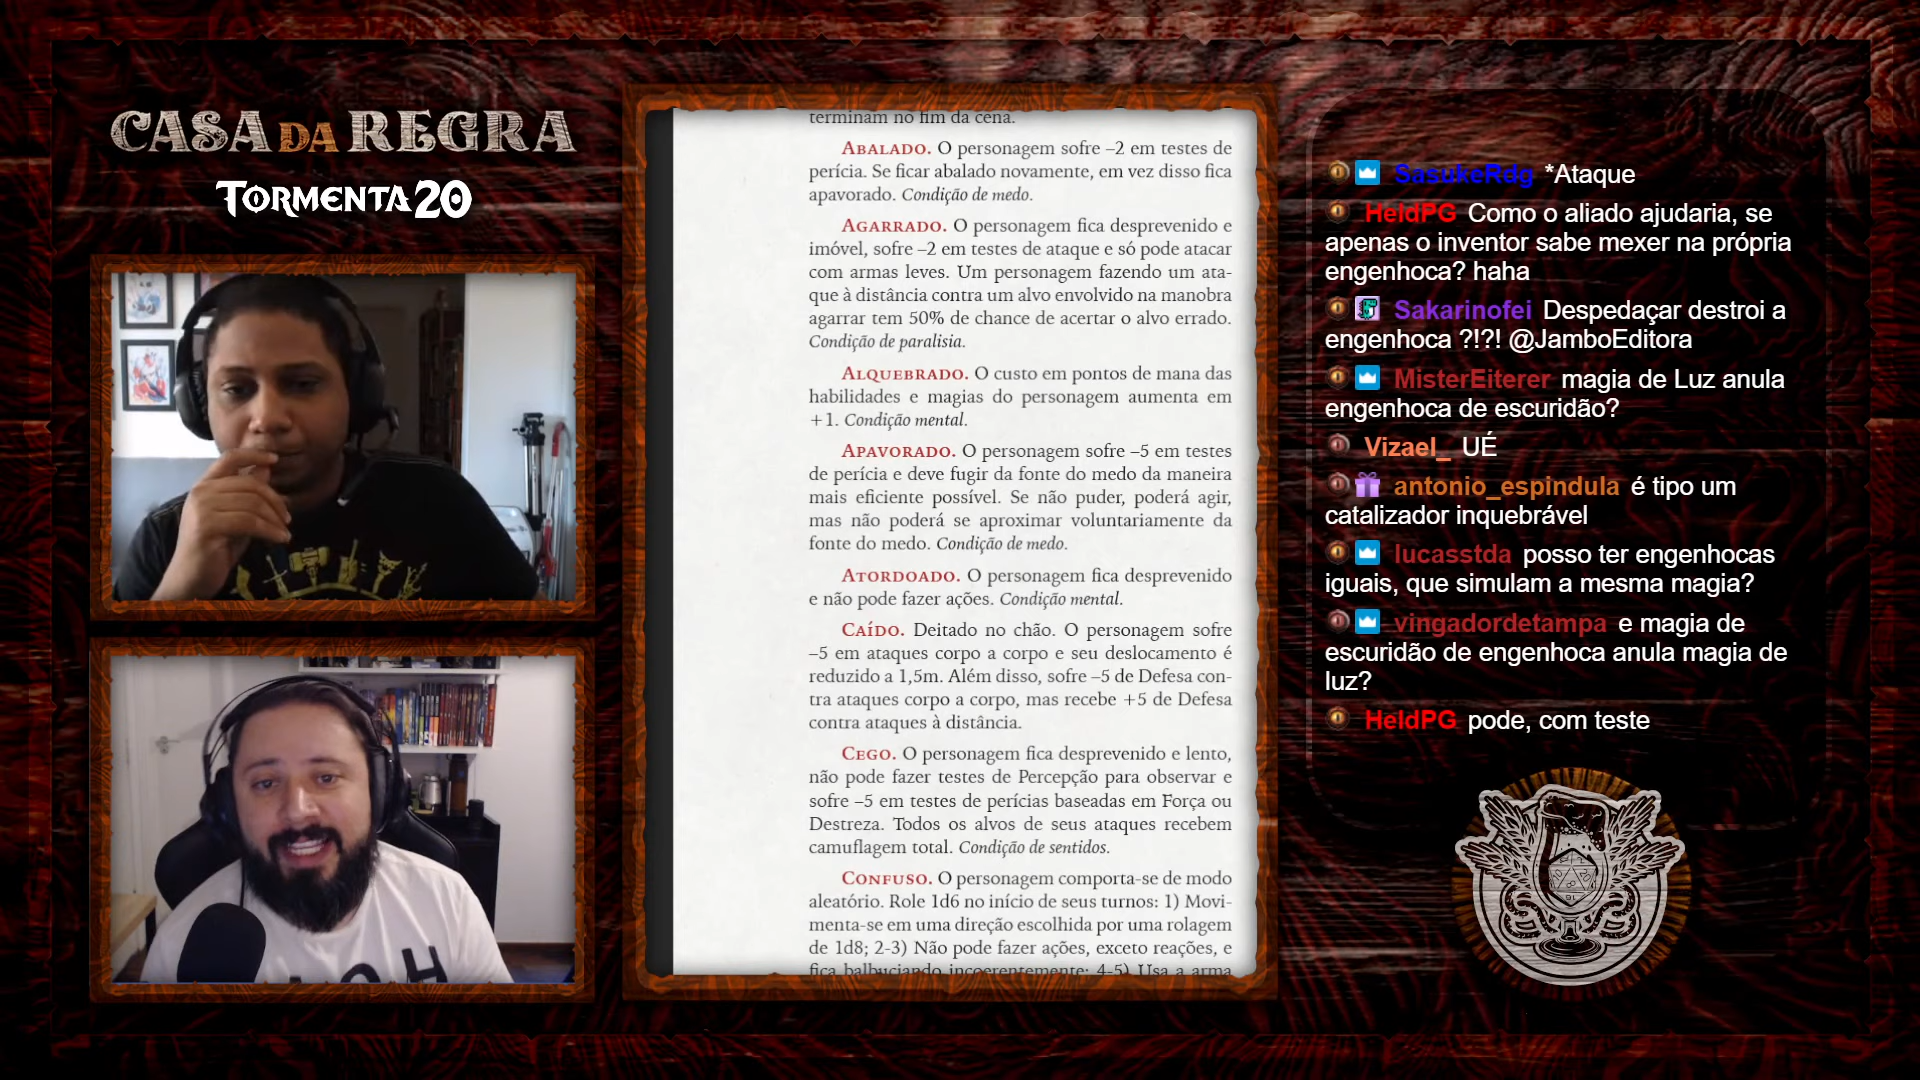 CASA DA REGRA
TORMENTA20
terminam no fim da cena.
ABALADO. O personagem sofre –2 em testes de
perícia. Se ficar abalado novamente, em vez disso fica
apavorado. Condição de medo.
AGARRADO. O personagem fica desprevenido e
imóvel, sofre –2 em testes de ataque e só pode atacar
com armas leves. Um personagem fazendo um ata-
que à distância contra um alvo envolvido na manobra
agarrar tem 50% de chance de acertar o alvo errado.
Condição de paralisia.
ALQUEBRADO. O custo em pontos de mana das
habilidades e magias do personagem aumenta em
+1. Condição mental.
APAVORADO. O personagem sofre –5 em testes
de perícia e deve fugir da fonte do medo da maneira
mais eficiente possível. Se não puder, poderá agir,
mas não poderá se aproximar voluntariamente da
fonte do medo. Condição de medo.
ATORDOADO. O personagem fica desprevenido
e não pode fazer ações. Condição mental.
CAÍDO. Deitado no chão. O personagem sofre
–5 em ataques corpo a corpo e seu deslocamento é
reduzido a 1,5m. Além disso, sofre –5 de Defesa con-
tra ataques corpo a corpo, mas recebe +5 de Defesa
contra ataques à distância.
CEGO. O personagem fica desprevenido e lento,
não pode fazer testes de Percepção para observar e
sofre –5 em testes de perícias baseadas em Força ou
Destreza. Todos os alvos de seus ataques recebem
camuflagem total. Condição de sentidos.
CONFUSO. O personagem comporta-se de modo
aleatório. Role 1d6 no início de seus turnos: 1) Movi-
menta-se em uma direção escolhida por uma rolagem
de 1d8; 2-3) Não pode fazer ações, exceto reações, e
fica balbuciando incoerentemente; 4-5) Usa a arma
SasukeRdg *Ataque
HeldPG Como o aliado ajudaria, se
apenas o inventor sabe mexer na própria
engenhoca? haha
Sakarinofei Despedaçar destroi a
engenhoca ?!?! @JamboEditora
MisterEiterer magia de Luz anula
engenhoca de escuridão?
Vizael_ UÉ
antonio_espindula é tipo um
catalizador inquebrável
lucasstda posso ter engenhocas
iguais, que simulam a mesma magia?
vingadordetampa e magia de
escuridão de engenhoca anula magia de
luz?
HeldPG pode, com teste